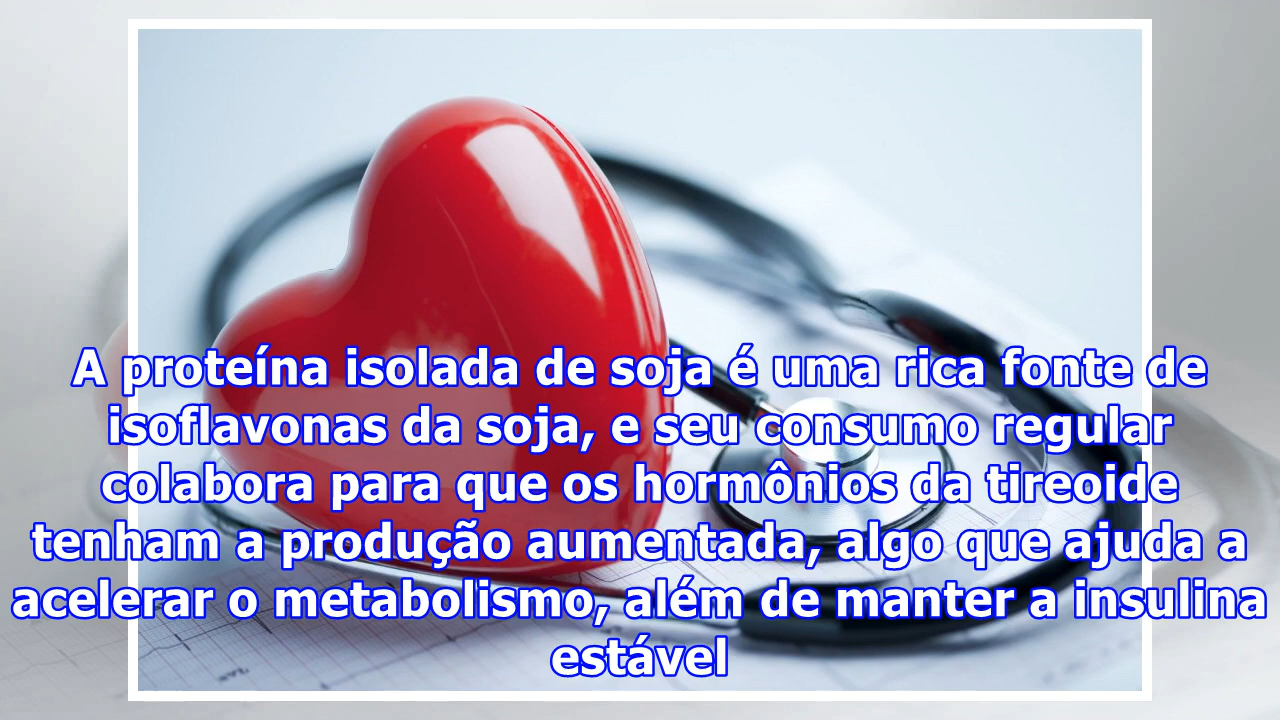 A proteína isolada de soja é uma rica fonte de
isoflavonas da soja, e seu consumo regular
colabora para que os hormônios da tireoide
tenham a produção aumentada, algo que ajuda a
acelerar o metabolismo, além de manter a insulina
estável